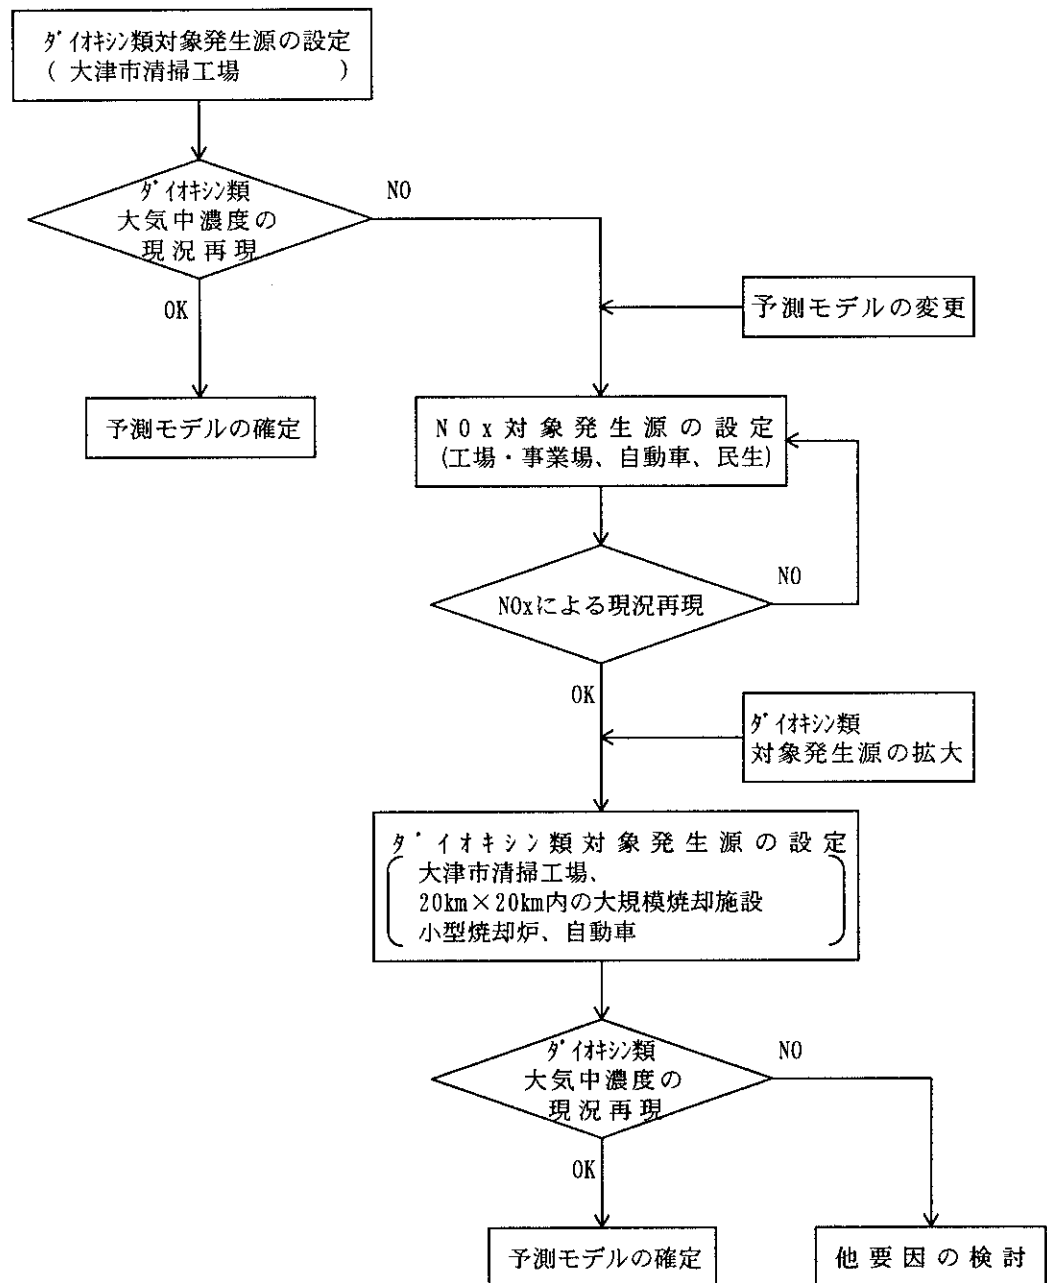 ダイオキシン類対象発生源の設定
( 大津市清掃工場 )
ダイオキシン類
大気中濃度の
現況再現
NO
OK
予測モデルの変更
予測モデルの確定
NOx対象発生源の設定
(工場・事業場、自動車、民生)
NOxによる現況再現
NO
OK
ダイオキシン類
対象発生源の拡大
ダイオキシン類対象発生源の設定
大津市清掃工場、
20km×20km内の大規模焼却施設
小型焼却炉、自動車
ダイオキシン類
大気中濃度の
現況再現
NO
OK
予測モデルの確定
他要因の検討